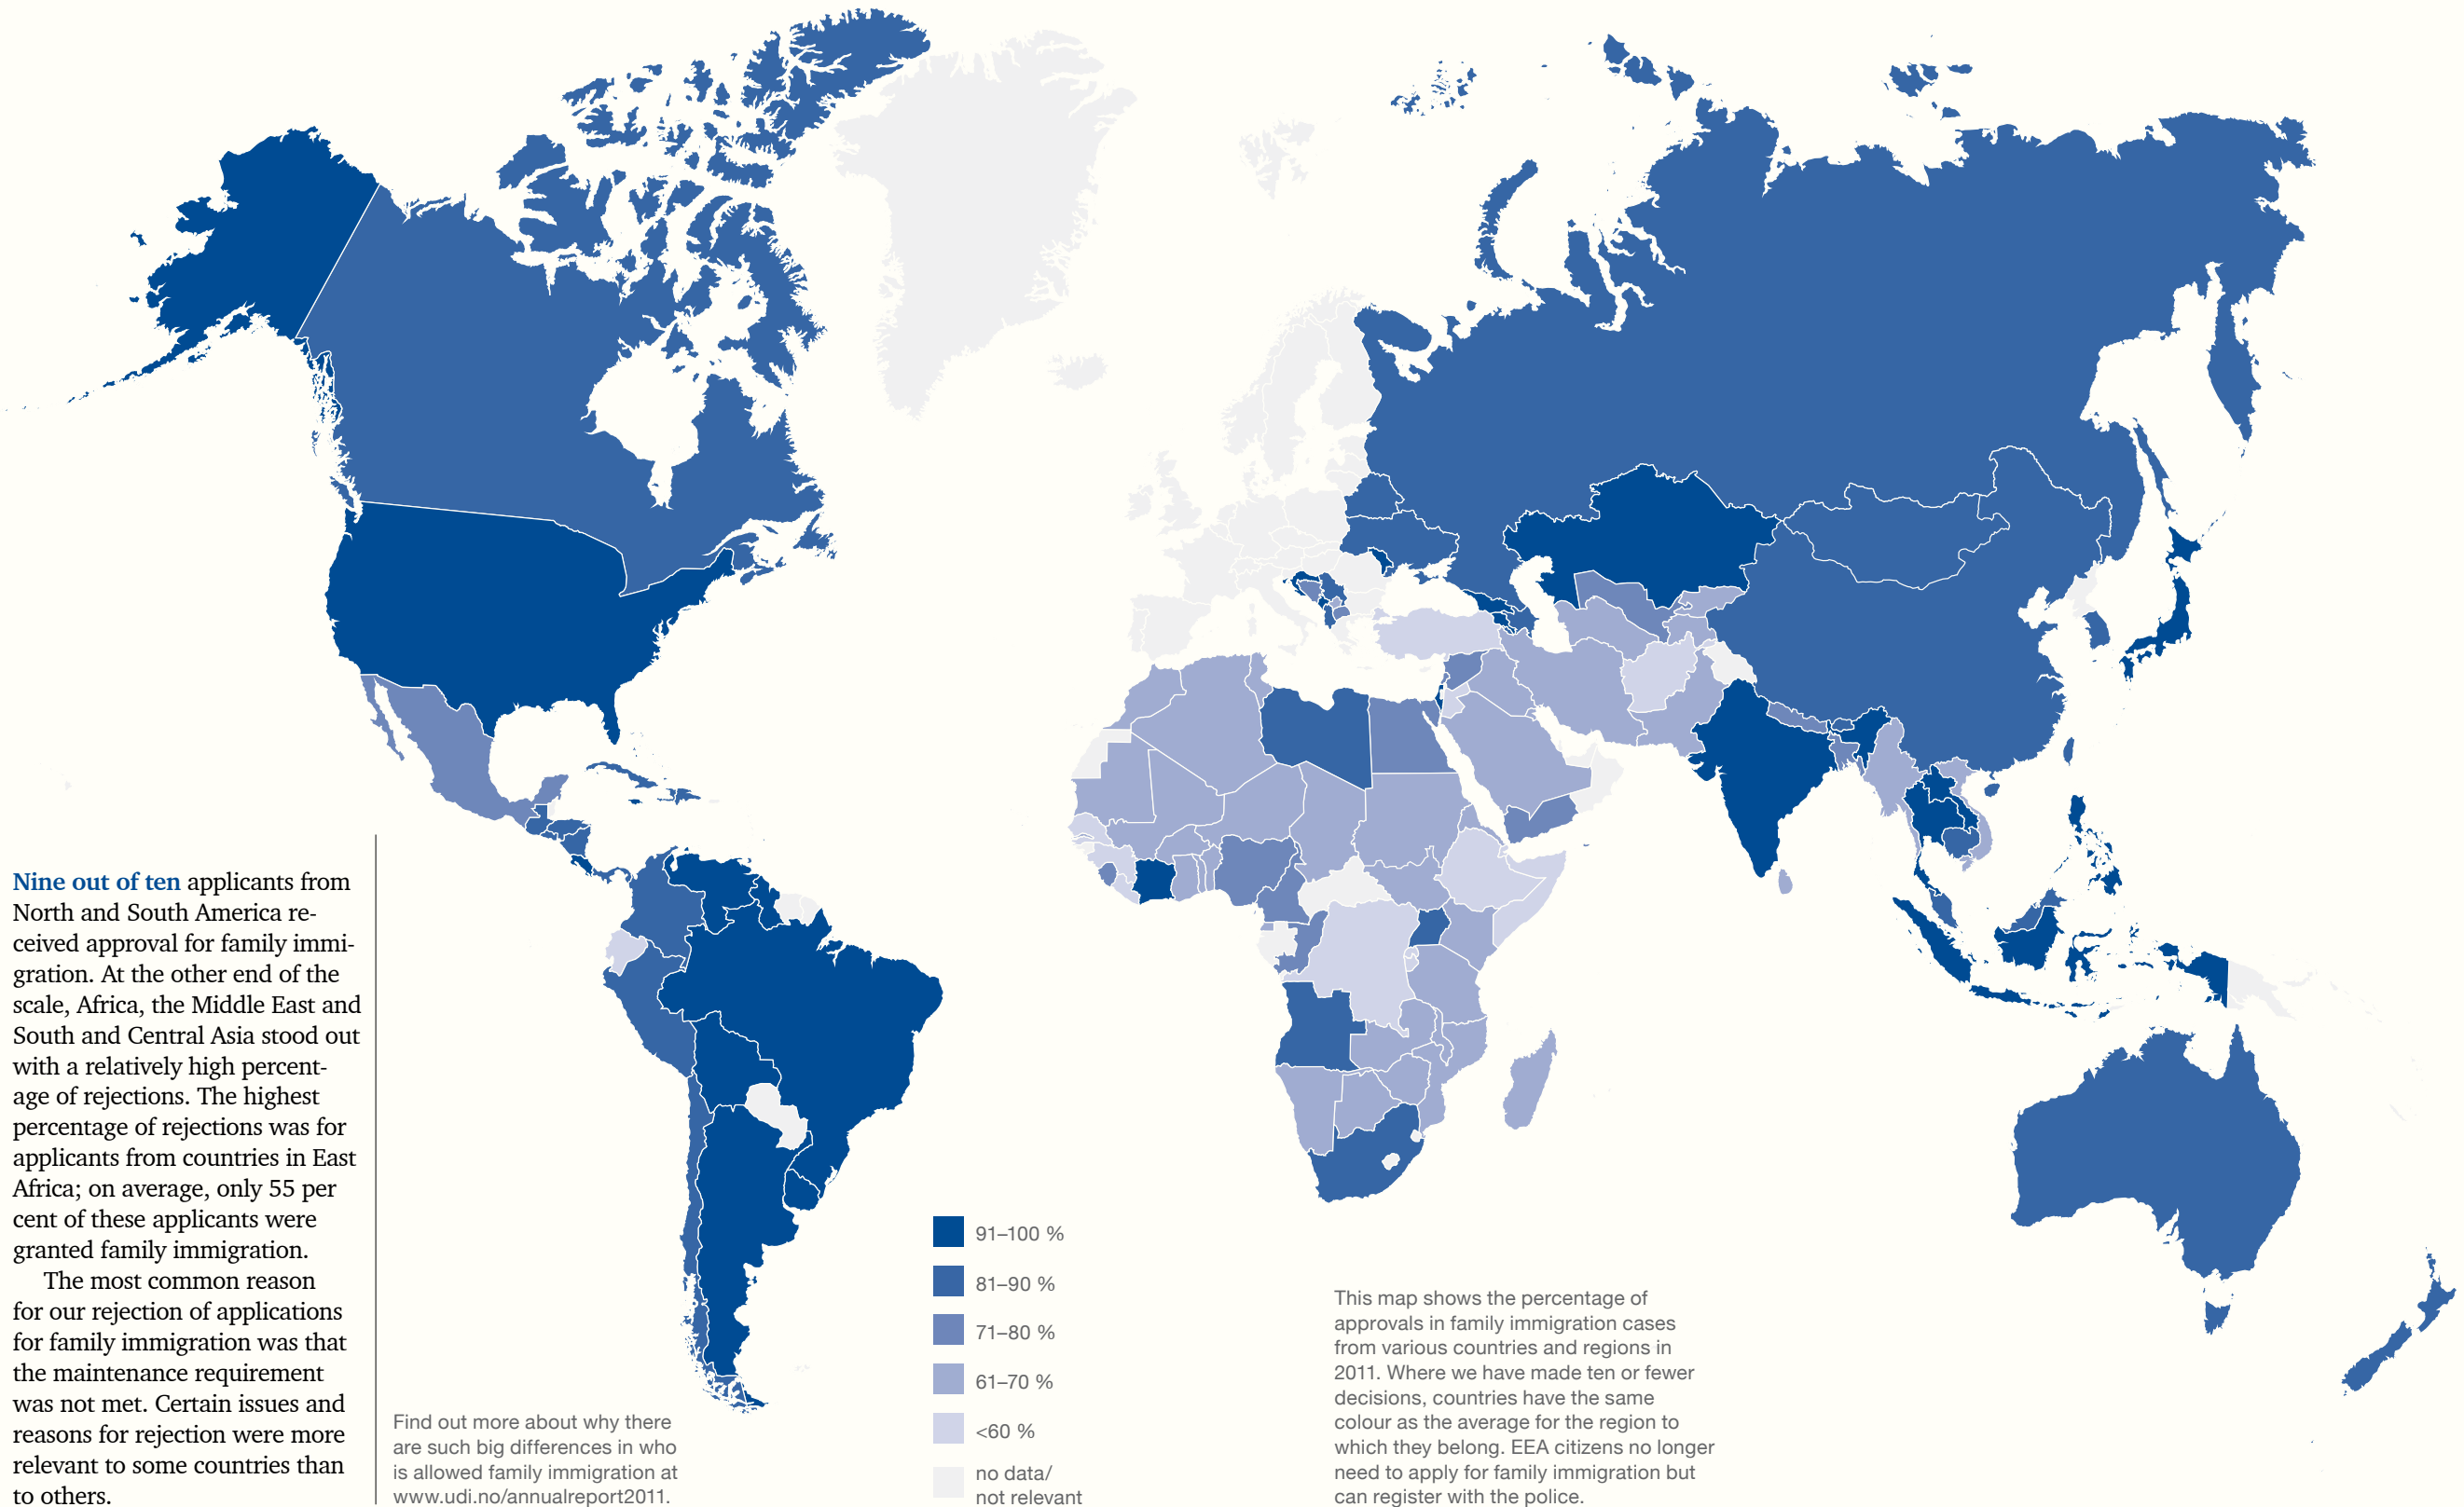 Nine out of ten applicants from
North and South America re-
ceived approval for family immi-
gration. At the other end of the
scale, Africa, the Middle East and
South and Central Asia stood out
with a relatively high percent-
age of rejections. The highest
percentage of rejections was for
applicants from countries in East
Africa; on average, only 55 per
cent of these applicants were
granted family immigration.
The most common reason
for our rejection of applications
for family immigration was that
the maintenance requirement
was not met. Certain issues and
reasons for rejection were more
relevant to some countries than
to others.
Find out more about why there
are such big differences in who
is allowed family immigration at
www.udi.no/annualreport2011.
91–100 %
81–90 %
71–80 %
61–70 %
<60 %
no data/
not relevant
This map shows the percentage of
approvals in family immigration cases
from various countries and regions in
2011. Where we have made ten or fewer
decisions, countries have the same
colour as the average for the region to
which they belong. EEA citizens no longer
need to apply for family immigration but
can register with the police.